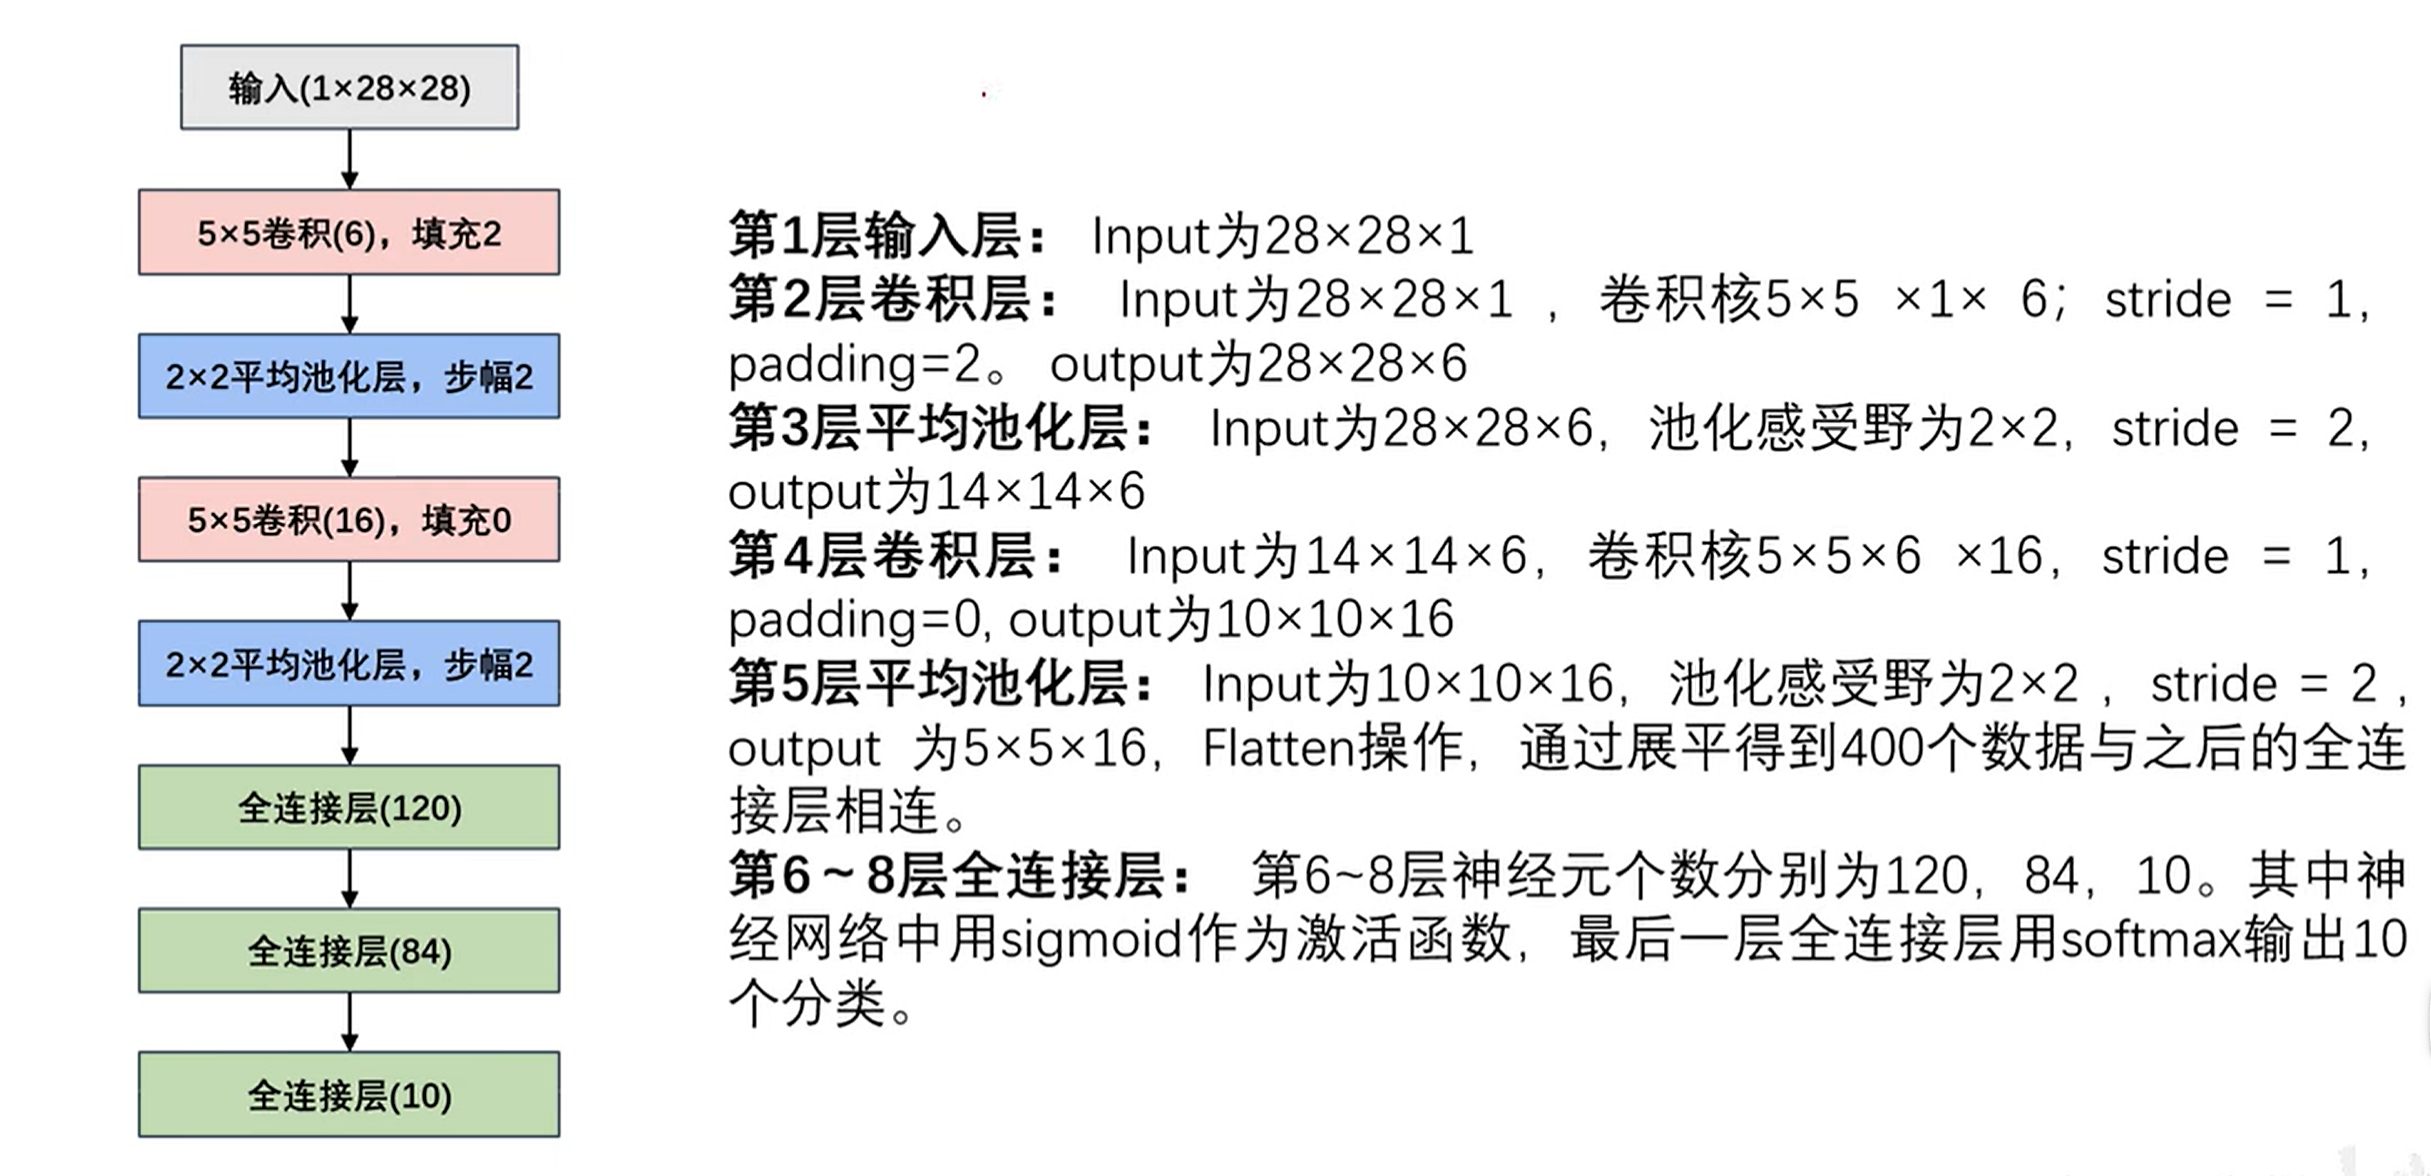 输入(1×28×28)
5×5卷积(6)，填充2
2×2平均池化层，步幅2
5×5卷积(16)，填充0
2×2平均池化层，步幅2
全连接层(120)
全连接层(84)
全连接层(10)
第1层输入层： Input为28×28×1
第2层卷积层： Input为28×28×1 ，卷积核5×5 ×1× 6；stride = 1,
padding=2。 output为28×28×6
第3层平均池化层： Input为28×28×6，池化感受野为2×2，stride = 2,
output为14×14×6
第4层卷积层： Input为14×14×6，卷积核5×5×6 ×16，stride = 1,
padding=0, output为10×10×16
第5层平均池化层： Input为10×10×16，池化感受野为2×2 ，stride = 2 ,
output 为5×5×16，Flatten操作，通过展平得到400个数据与之后的全连
接层相连。
第6～8层全连接层： 第6~8层神经元个数分别为120，84，10。其中神
经网络中用sigmoid作为激活函数，最后一层全连接层用softmax输出10
个分类。